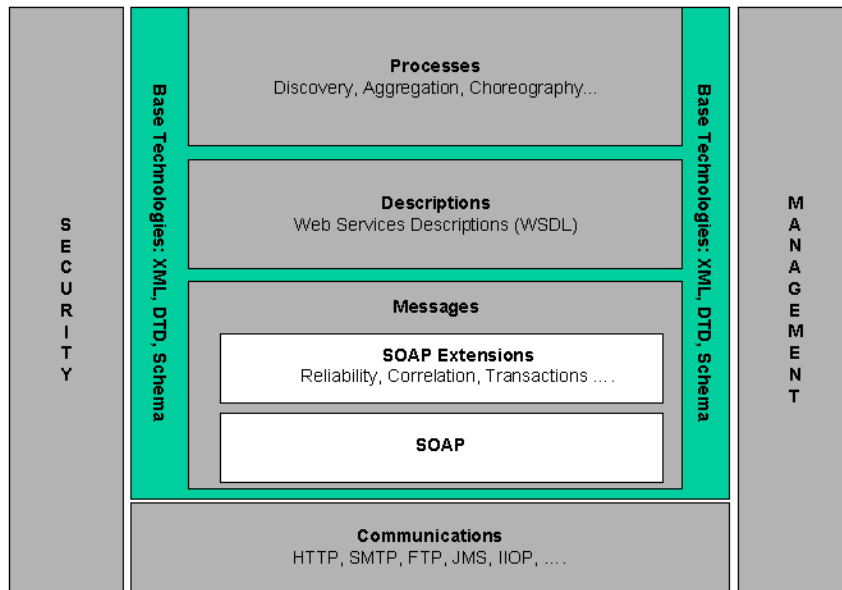 SECURITY
Base Technologies: XML, DTD, Schema
Processes
Discovery, Aggregation, Choreography...
Descriptions
Web Services Descriptions (WSDL)
Messages
SOAP Extensions
Reliability, Correlation, Transactions ....
SOAP
Base Technologies: XML, DTD, Schema
MANAGEMENT
Communications
HTTP, SMTP, FTP, JMS, IIOP, ....